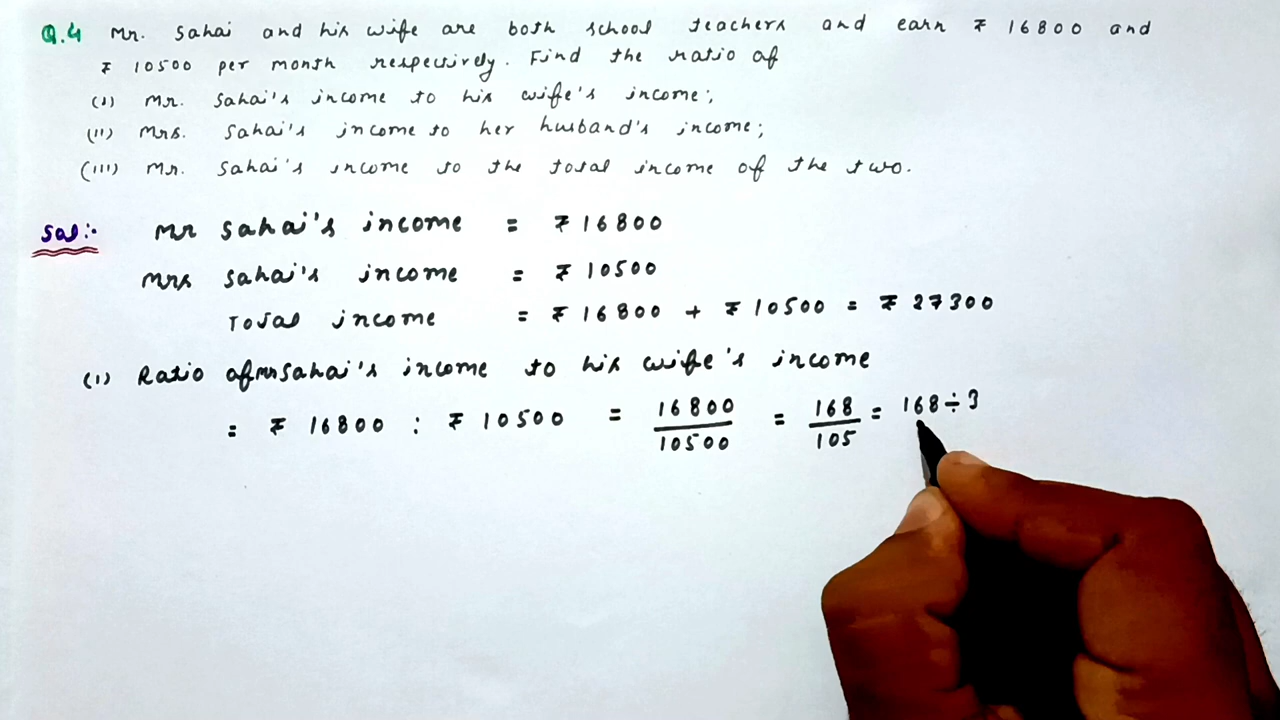 Q.4 Mr. Sahai and his wife are both school teachers and earn ₹ 16800 and
₹ 10500 per month respectively. Find the ratio of
(i) Mr. Sahai's income to his wife's income;
(ii) Mrs. Sahai's income to her husband's income;
(iii) Mr. Sahai's income to the total income of the two.
Sol:- Mr Sahai's income = ₹ 16800
Mrs Sahai's income = ₹ 10500
Total income = ₹ 16800 + ₹ 10500 = ₹ 27300
(i) Ratio of Mr Sahai's income to his wife's income
= ₹ 16800 : ₹ 10500 = 16800/10500 = 168/105 = 168÷3